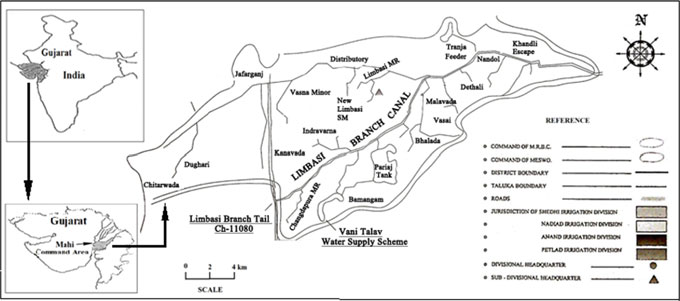 Gujarat
India
Gujarat
Mahi
Command Area
Jafarganj
Distributory
Limbasi MR
Vasna Minor
New
Limbasi
SM
Indravarna
Kanavada
Dughari
Chitarwada
Tranja
Feeder
Khandli
Escape
Nandol
Dethali
Malavada
Vasai
Bhalada
LIMBASI BRANCH CANAL
Pariaj
Tank
Bamangam
Changdapura MR
Limbasi Branch Tail
Ch-11080
Vani Talav
Water Supply Scheme
0 2 4 km
SCALE
N
REFERENCE
COMMAND OF M.R.B.C.
COMMAND OF MESWO.
DISTRICT BOUNDARY
TALUKA BOUNDARY
ROADS
JURISDICTION OF SHEDHI IRRIGATION DIVISION
NADIAD IRRIGATION DIVISION
ANAND IRRIGATION DIVISION
PETLAD IRRIGATION DIVISION
DIVISIONAL HEADQUARTER
SUB - DIVISIONAL HEADQUARTER